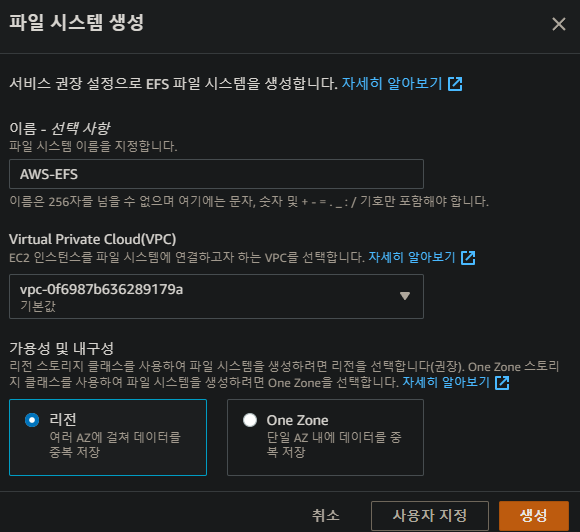 파일 시스템 생성
서비스 권장 설정으로 EFS 파일 시스템을 생성합니다. 자세히 알아보기
이름 - 선택 사항
파일 시스템 이름을 지정합니다.
AWS-EFS
이름은 256자를 넘을 수 없으며 여기에는 문자, 숫자 및 + - = . _ : / 기호만 포함해야 합니다.
Virtual Private Cloud(VPC)
EC2 인스턴스를 파일 시스템에 연결하고자 하는 VPC를 선택합니다. 자세히 알아보기
vpc-0f6987b636289179a
기본값
가용성 및 내구성
리전 스토리지 클래스를 사용하여 파일 시스템을 생성하려면 리전을 선택합니다(권장). One Zone 스토리
지 클래스를 사용하여 파일 시스템을 생성하려면 One Zone을 선택합니다. 자세히 알아보기
리전
여러 AZ에 걸쳐 데이터를
중복 저장
One Zone
단일 AZ 내에 데이터를 중
복 저장
취소
사용자 지정
생성